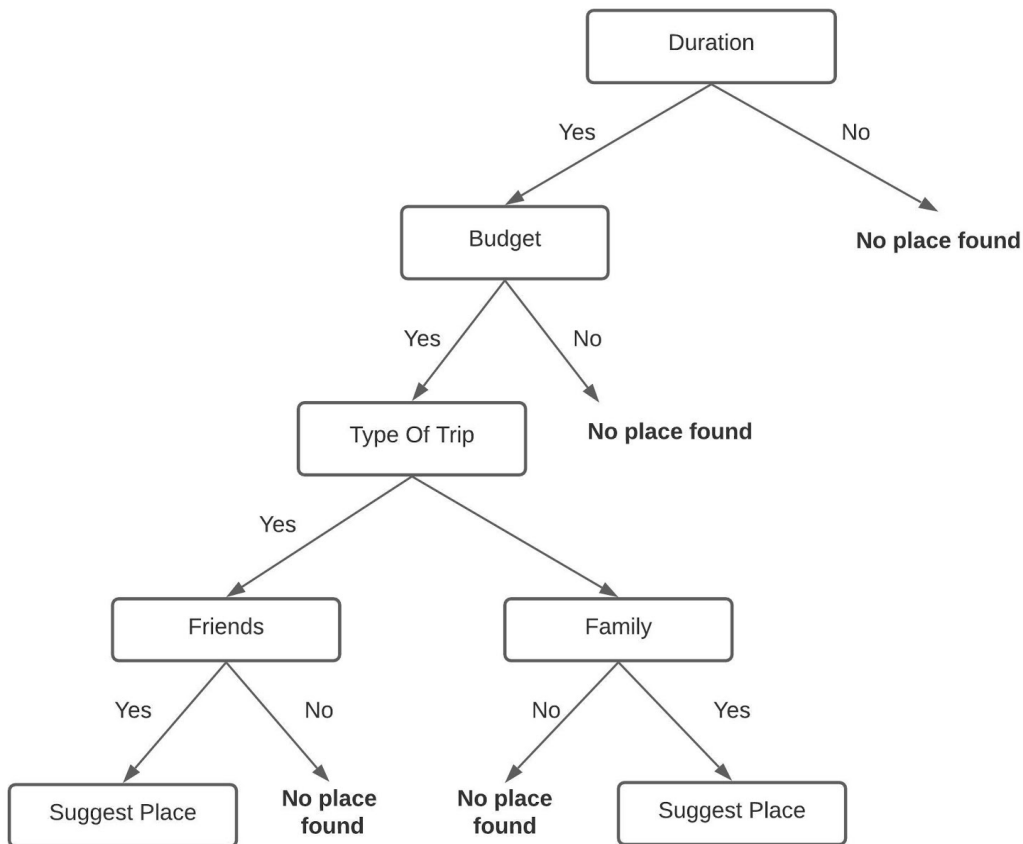 Duration
Yes
No
Budget
No place found
Yes
No
Type Of Trip
No place found
Yes
Friends
Family
Yes
No
No
Yes
Suggest Place
No place
found
No place
found
Suggest Place